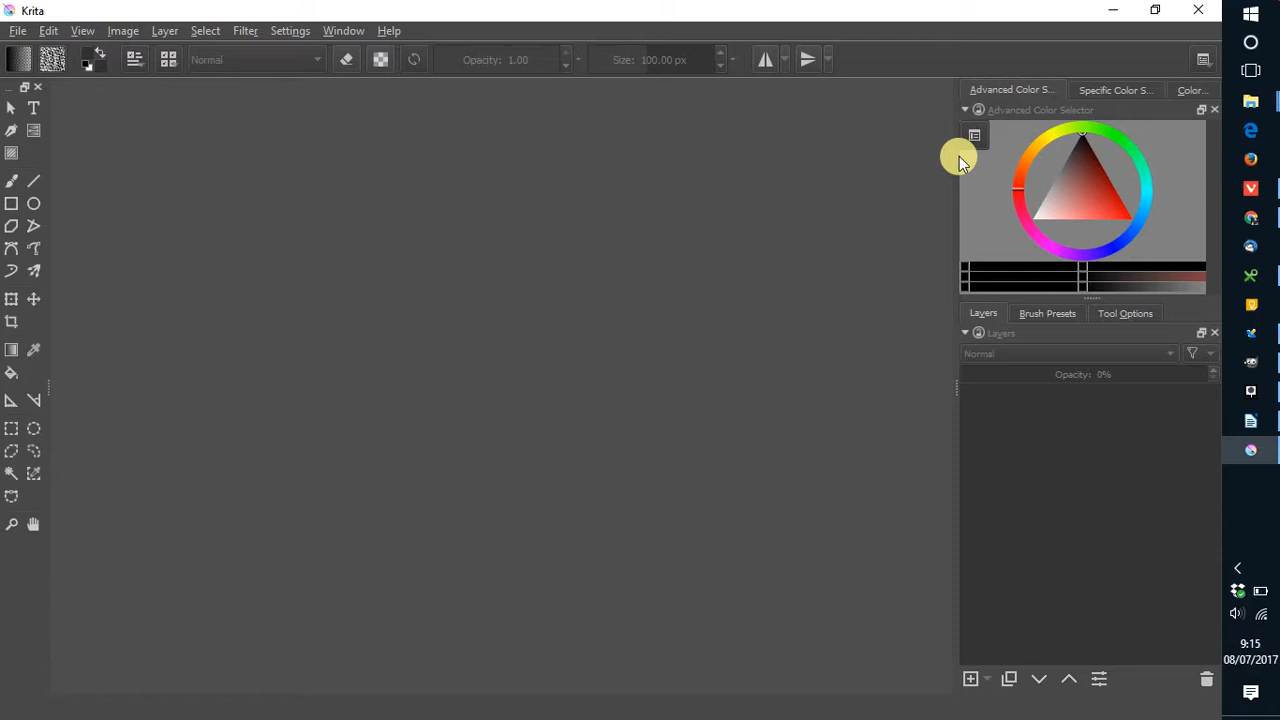 Krita
File Edit View Image Layer Select Filter Settings Window Help
Normal Opacity: 1.00 Size: 100.00 px
Advanced Color S... Specific Color S... Color...
Advanced Color Selector
Layers Brush Presets Tool Options
Layers
Normal
Opacity: 0%
9:15
08/07/2017